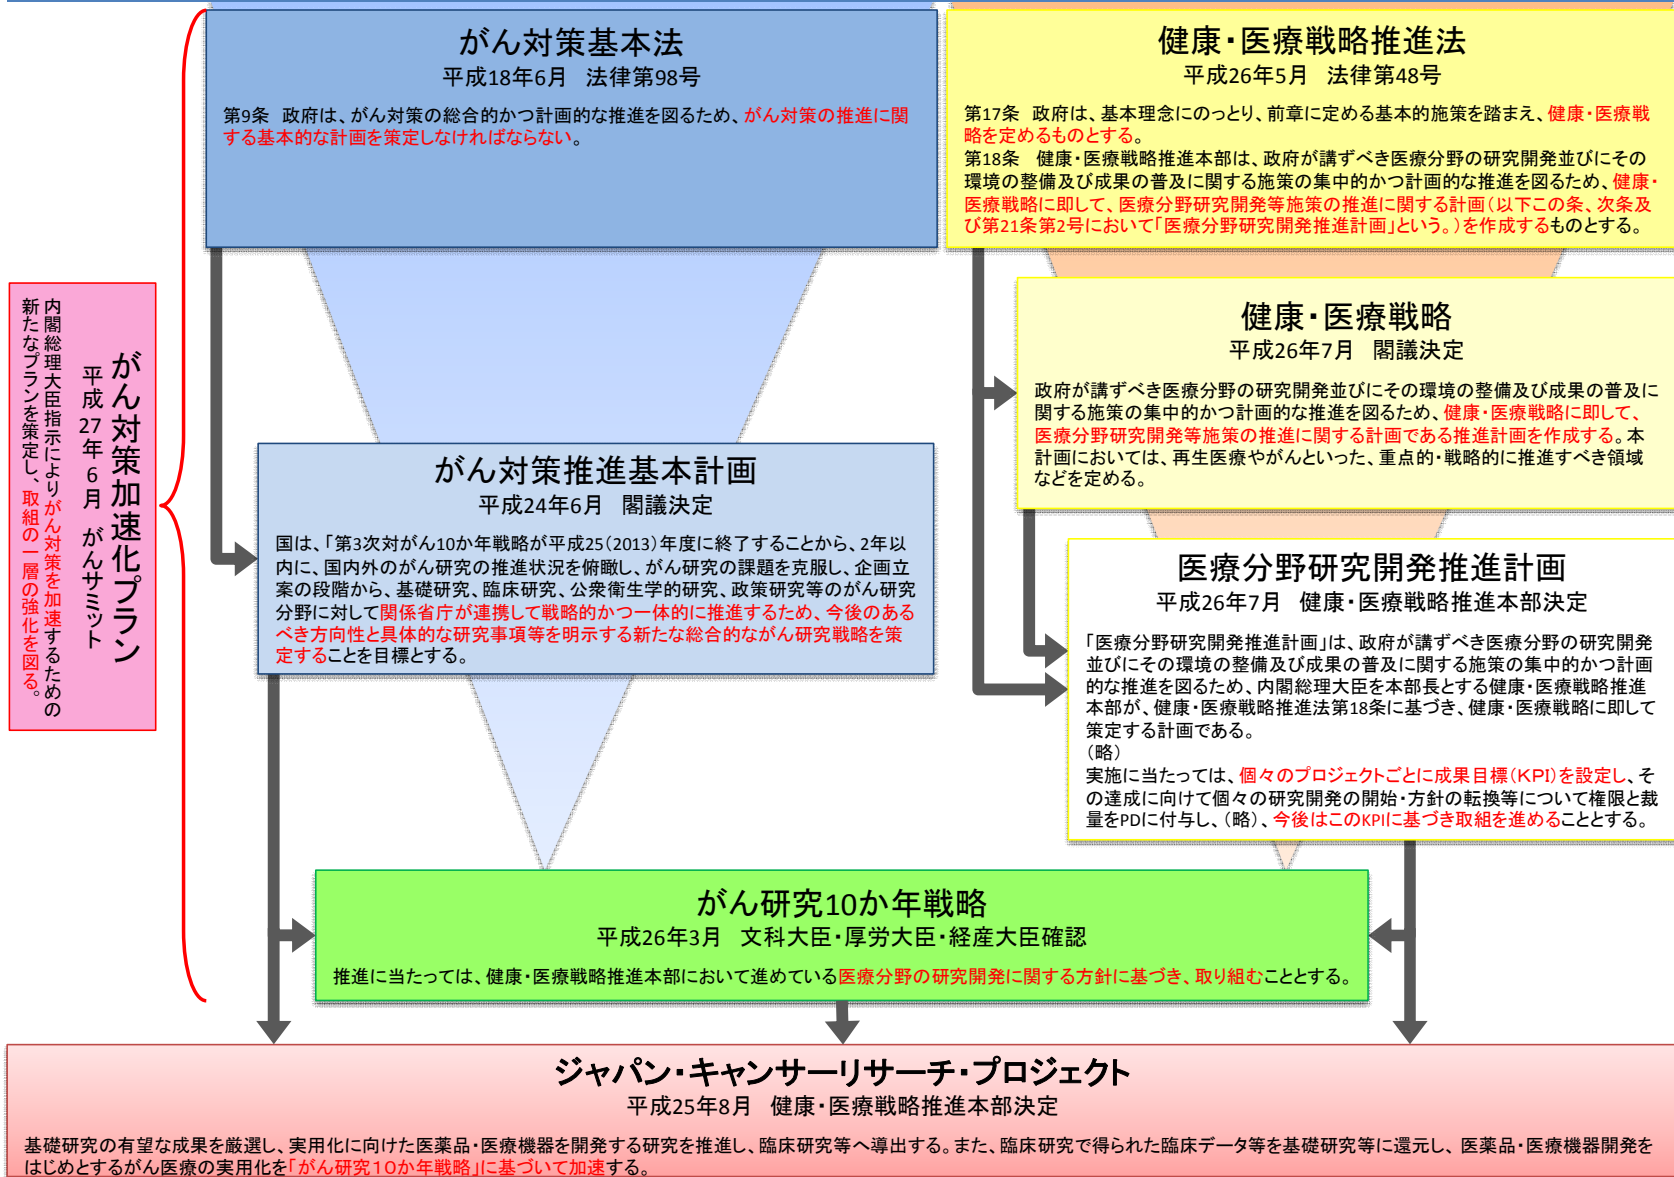 がん対策基本法
平成18年6月　法律第98号
第9条　政府は、がん対策の総合的かつ計画的な推進を図るため、がん対策の推進に関
する基本的な計画を策定しなければならない。
健康・医療戦略推進法
平成26年5月　法律第48号
第17条　政府は、基本理念にのっとり、前章に定める基本的施策を踏まえ、健康・医療戦
略を定めるものとする。
第18条　健康・医療戦略推進本部は、政府が講ずべき医療分野の研究開発並びにその
環境の整備及び成果の普及に関する施策の集中的かつ計画的な推進を図るため、健康・
医療戦略に即して、医療分野研究開発等施策の推進に関する計画（以下この条、次条及
び第21条第2号において「医療分野研究開発推進計画」という。）を作成するものとする。
がん対策加速化プラン
平成27年6月　がんサミット
内閣総理大臣指示によりがん対策を加速するための
新たなプランを策定し、取組の一層の強化を図る。
健康・医療戦略
平成26年7月　閣議決定
政府が講ずべき医療分野の研究開発並びにその環境の整備及び成果の普及に
関する施策の集中的かつ計画的な推進を図るため、健康・医療戦略に即して、
医療分野研究開発等施策の推進に関する計画である推進計画を作成する。本
計画においては、再生医療やがんといった、重点的・戦略的に推進すべき領域
などを定める。
がん対策推進基本計画
平成24年6月　閣議決定
国は、「第3次対がん10か年戦略が平成25（2013）年度に終了することから、2年以
内に、国内外のがん研究の推進状況を俯瞰し、がん研究の課題を克服し、企画立
案の段階から、基礎研究、臨床研究、公衆衛生学的研究、政策研究等のがん研究
分野に対して関係省庁が連携して戦略的かつ一体的に推進するため、今後のある
べき方向性と具体的な研究事項等を明示する新たな総合的ながん研究戦略を策
定することを目標とする。
医療分野研究開発推進計画
平成26年7月　健康・医療戦略推進本部決定
「医療分野研究開発推進計画」は、政府が講ずべき医療分野の研究開発
並びにその環境の整備及び成果の普及に関する施策の集中的かつ計画
的な推進を図るため、内閣総理大臣を本部長とする健康・医療戦略推進
本部が、健康・医療戦略推進法第18条に基づき、健康・医療戦略に即して
策定する計画である。
（略）
実施に当たっては、個々のプロジェクトごとに成果目標（KPI）を設定し、そ
の達成に向けて個々の研究開発の開始・方針の転換等について権限と裁
量をPDに付与し、（略）、今後はこのKPIに基づき取組を進めることとする。
がん研究10か年戦略
平成26年3月　文科大臣・厚労大臣・経産大臣確認
推進に当たっては、健康・医療戦略推進本部において進めている医療分野の研究開発に関する方針に基づき、取り組むこととする。
ジャパン・キャンサーリサーチ・プロジェクト
平成25年8月　健康・医療戦略推進本部決定
基礎研究の有望な成果を厳選し、実用化に向けた医薬品・医療機器を開発する研究を推進し、臨床研究等へ導出する。また、臨床研究で得られた臨床データ等を基礎研究等に還元し、医薬品・医療機器開発を
はじめとするがん医療の実用化を「がん研究10か年戦略」に基づいて加速する。